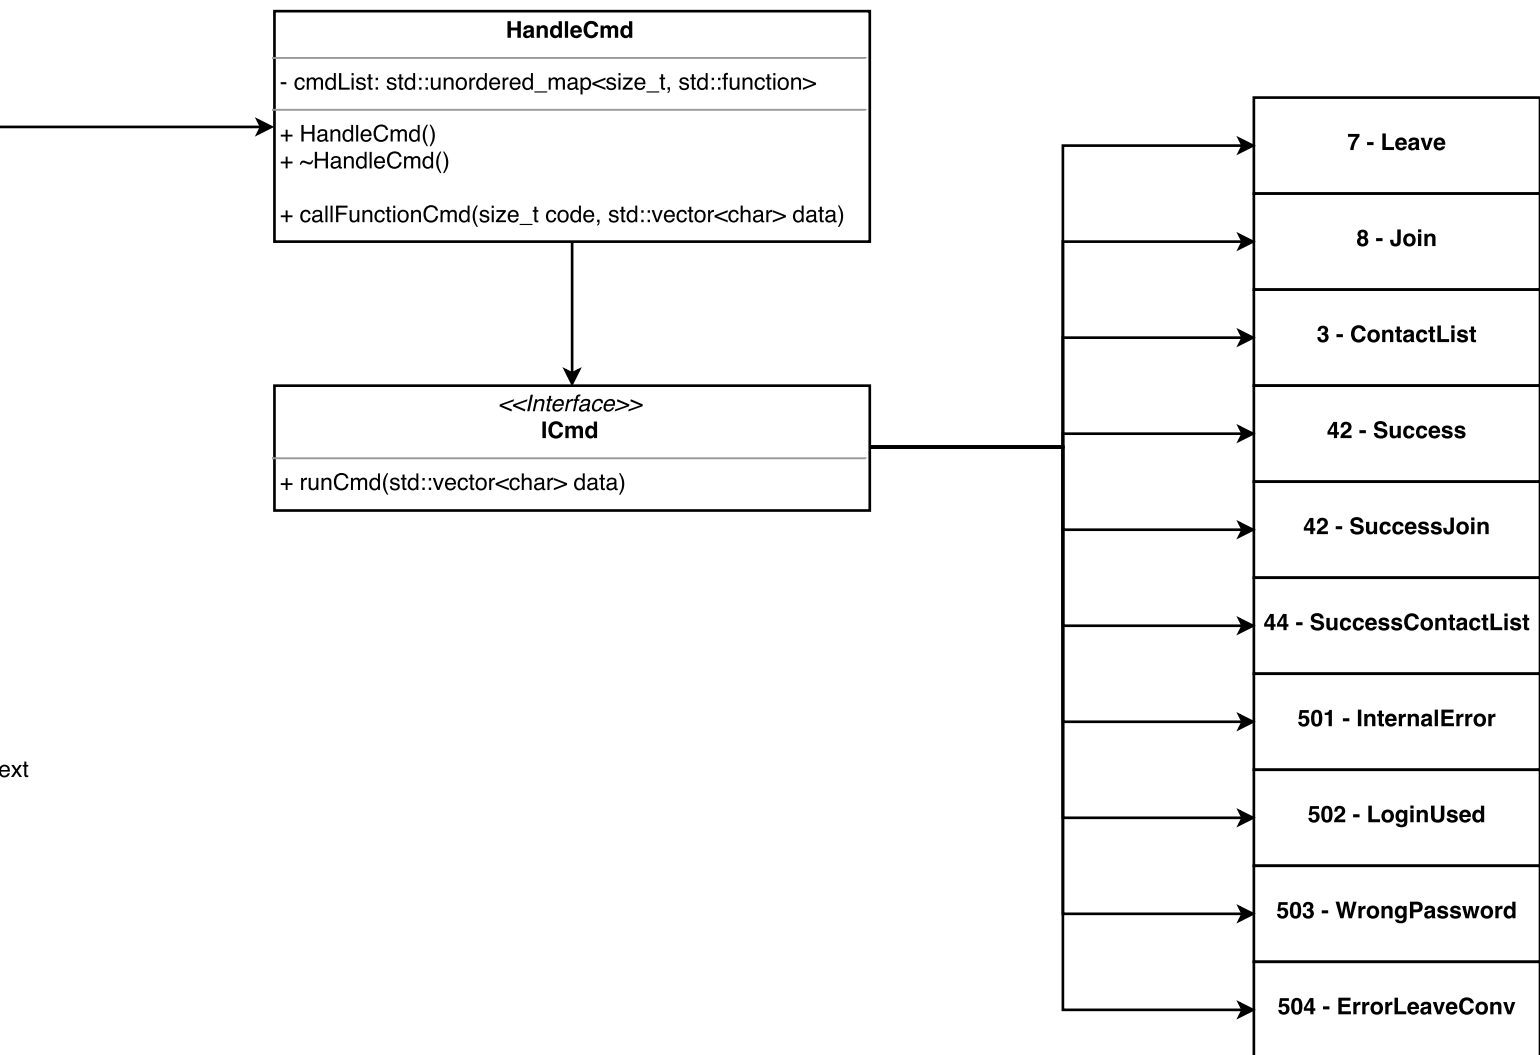 HandleCmd
- cmdList: std::unordered_map<size_t, std::function>
+ HandleCmd()
+ ~HandleCmd()
+ callFunctionCmd(size_t code, std::vector<char> data)
<<Interface>>
ICmd
+ runCmd(std::vector<char> data)
ext
7 - Leave
8 - Join
3 - ContactList
42 - Success
42 - SuccessJoin
44 - SuccessContactList
501 - InternalError
502 - LoginUsed
503 - WrongPassword
504 - ErrorLeaveConv